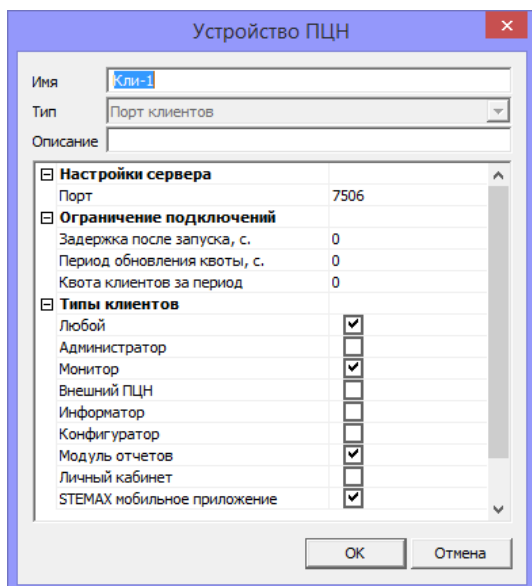 Устройство ПЦН
Имя Кли-1
Тип Порт клиентов
Описание
Настройки сервера
Порт 7506
Ограничение подключений
Задержка после запуска, с. 0
Период обновления квоты, с. 0
Квота клиентов за период 0
Типы клиентов
Любой
Администратор
Монитор
Внешний ПЦН
Информатор
Конфигуратор
Модуль отчетов
Личный кабинет
STEMAX мобильное приложение
OK Отмена